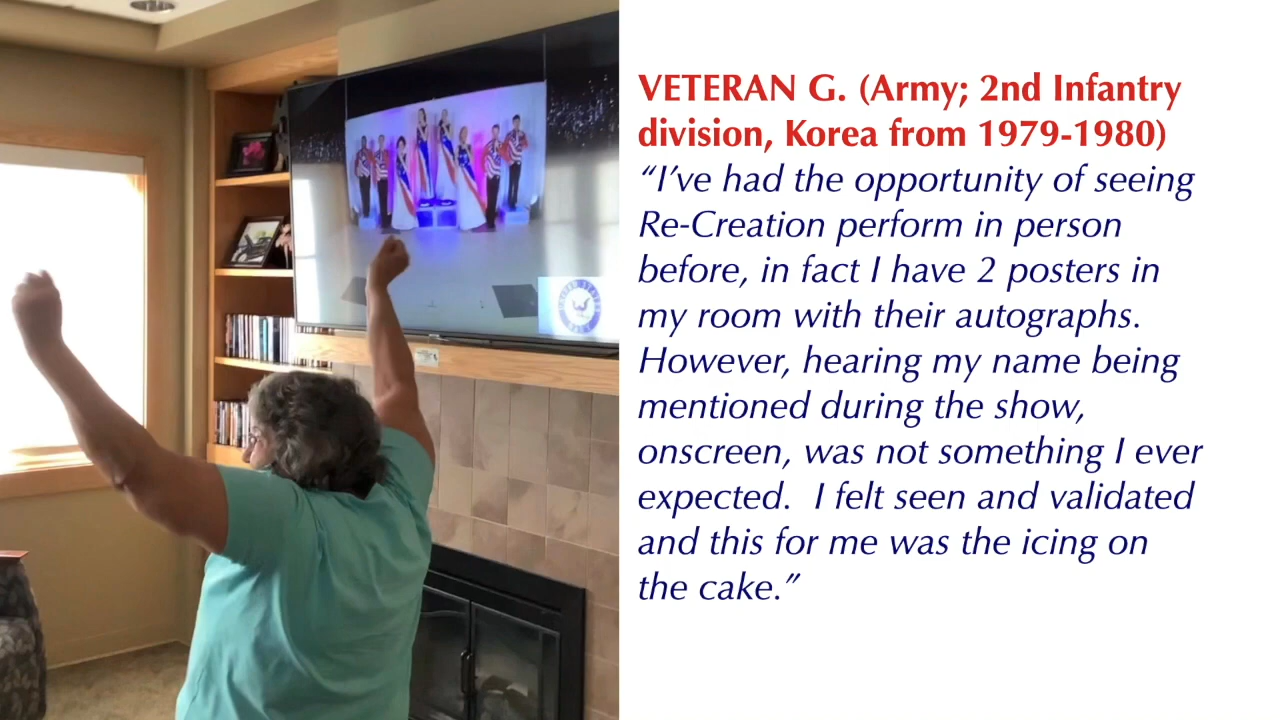 VETERAN G. (Army; 2nd Infantry
division, Korea from 1979-1980)
“I’ve had the opportunity of seeing
Re-Creation perform in person
before, in fact I have 2 posters in
my room with their autographs.
However, hearing my name being
mentioned during the show,
onscreen, was not something I ever
expected.  I felt seen and validated
and this for me was the icing on
the cake.”
UNITED STATES
NAVY